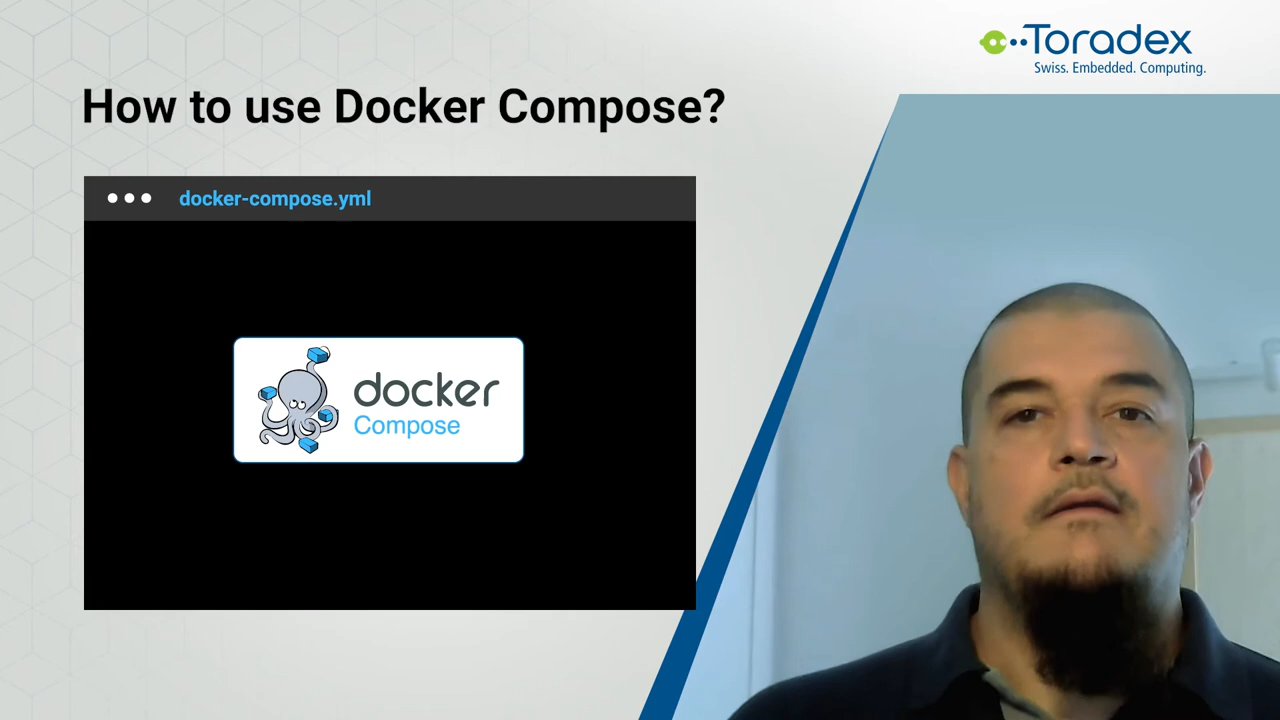 Toradex
Swiss. Embedded. Computing.
How to use Docker Compose?
docker-compose.yml
docker
Compose